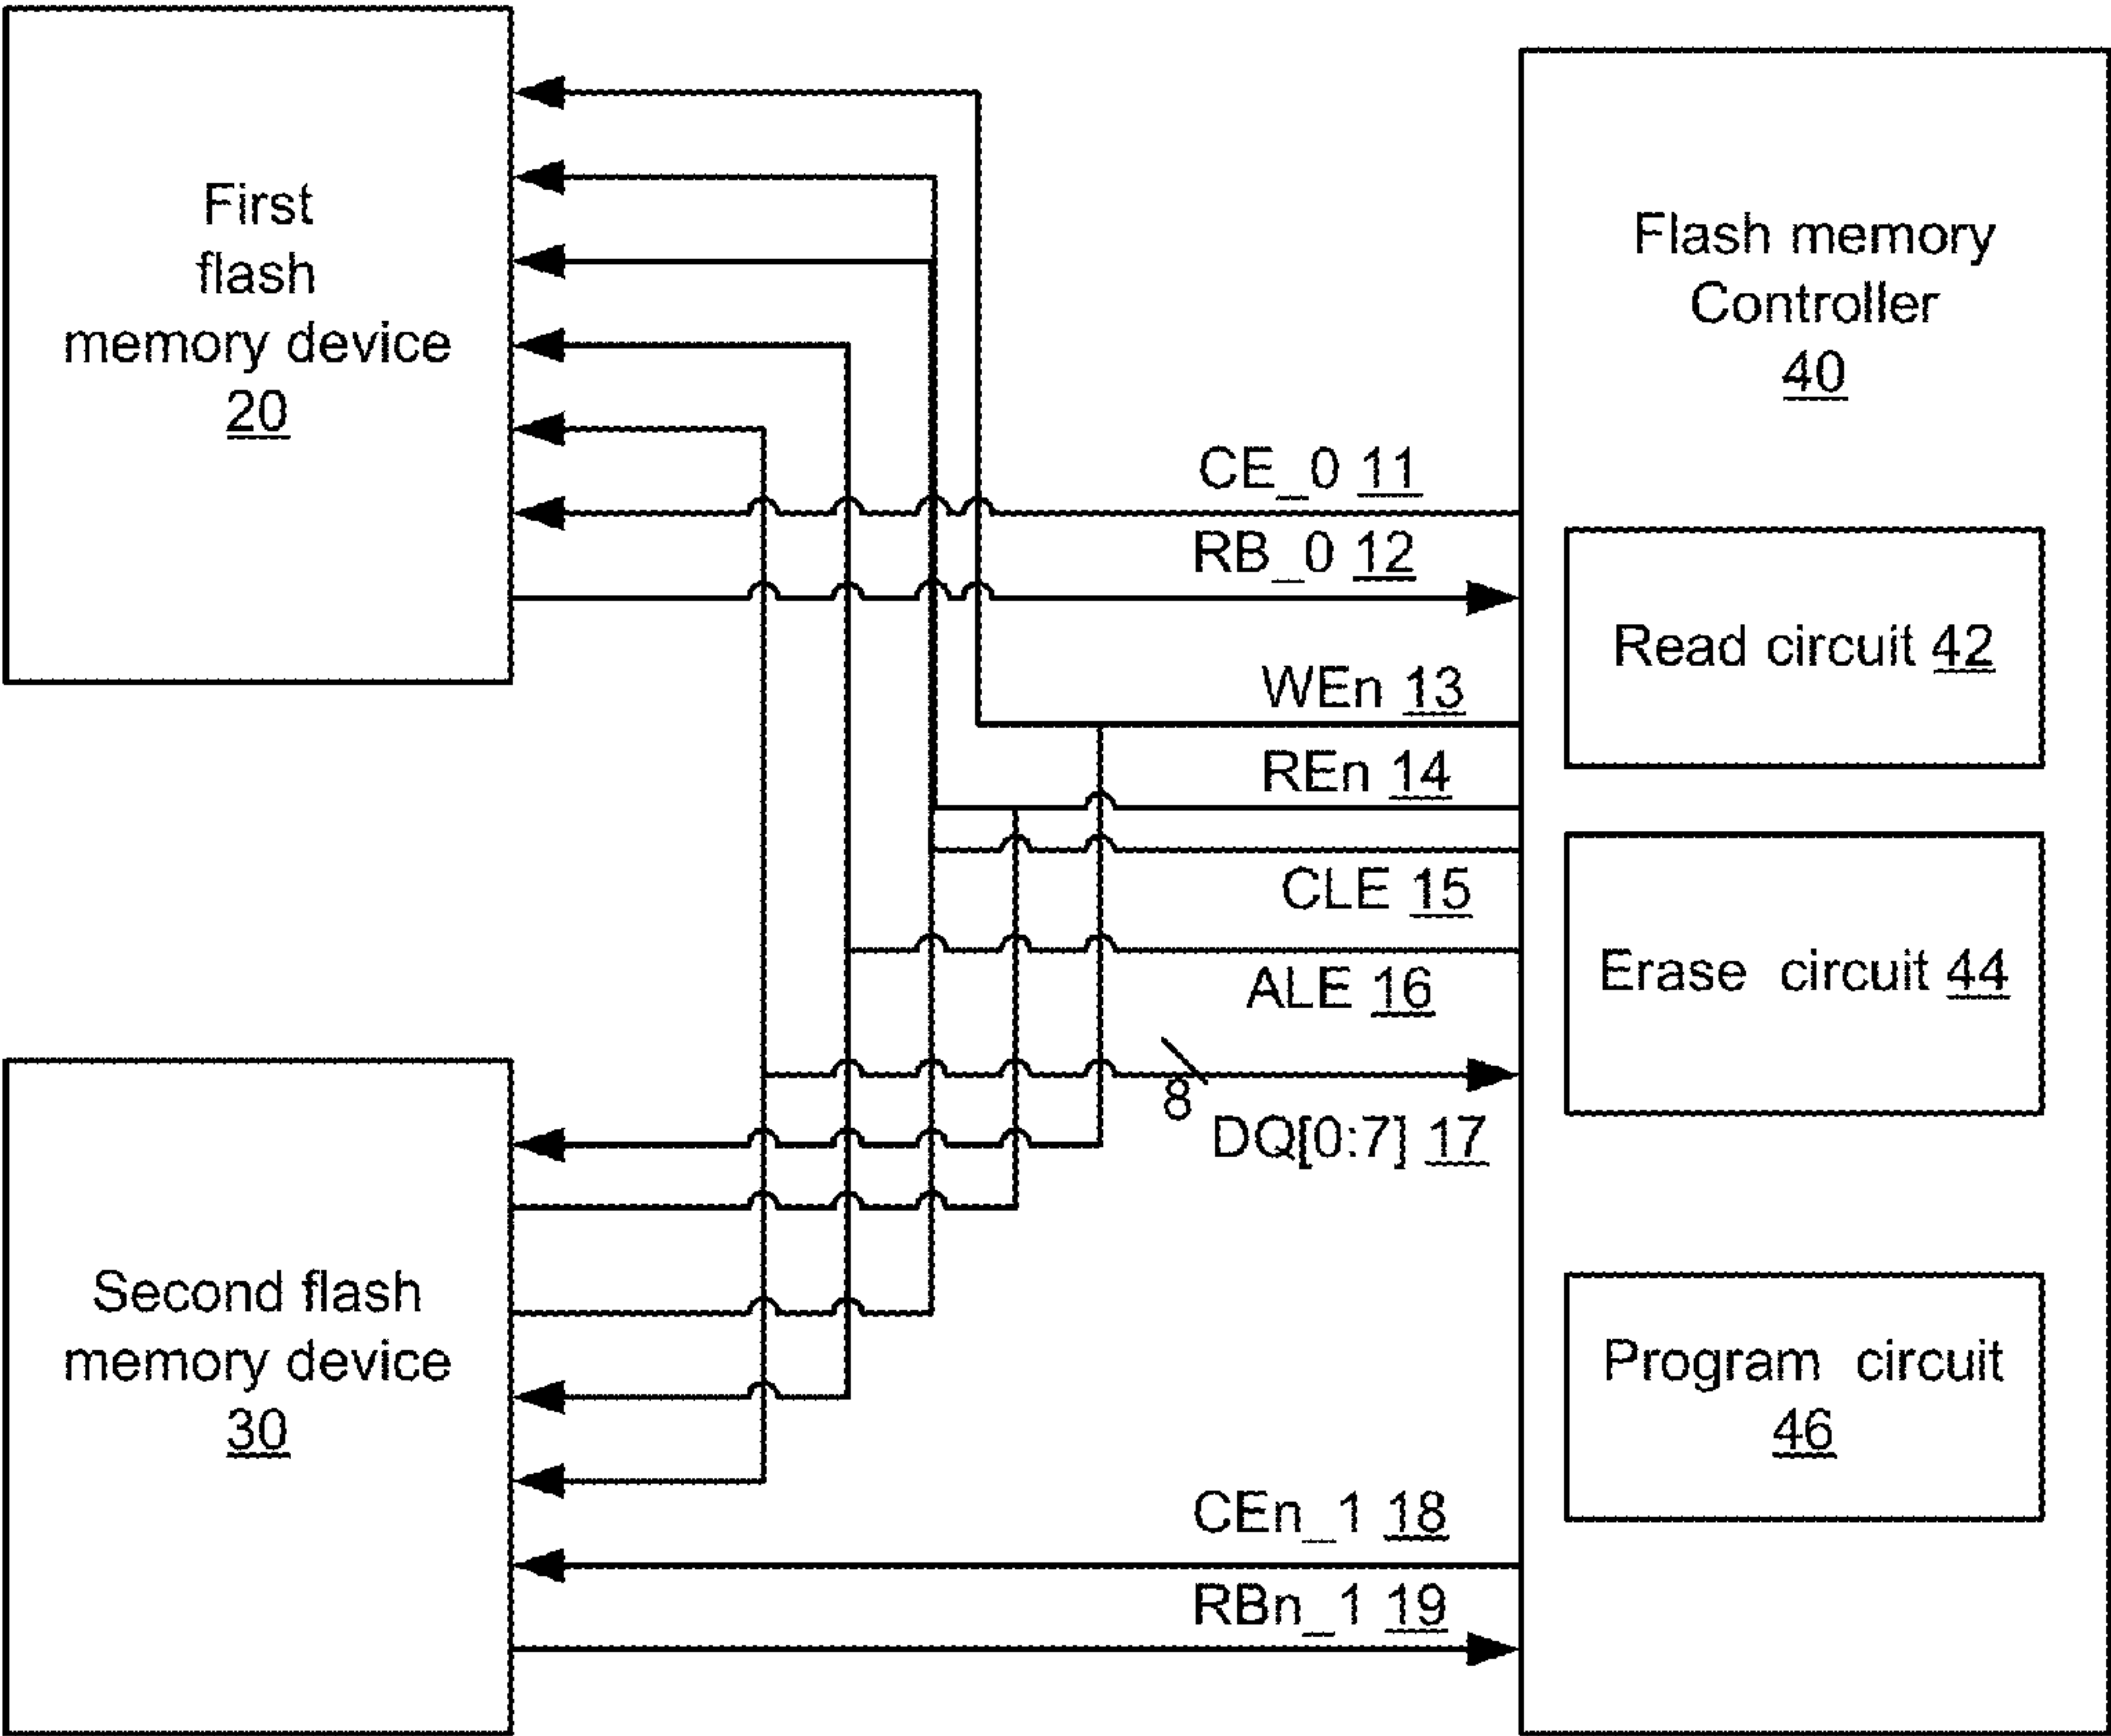 First
flash
memory device
20
Flash memory
Controller
40
CE_0 11
RB_0 12
Read circuit 42
WEn 13
REn 14
CLE 15
Erase circuit 44
ALE 16
8
DQ[0:7] 17
Second flash
memory device
30
Program circuit
46
CEn_1 18
RBn_1 19